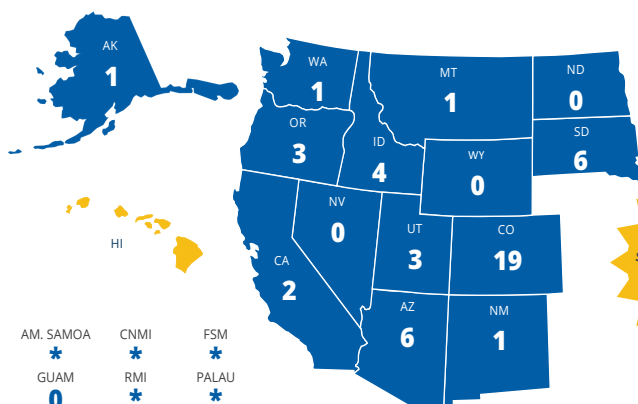 AK
1
WA
1
MT
1
ND
0
OR
3
ID
4
SD
6
WY
0
NV
0
UT
3
CO
19
HI
CA
2
AZ
6
NM
1
AM. SAMOA CNMI FSM
* * *
GUAM RMI PALAU
0 * *